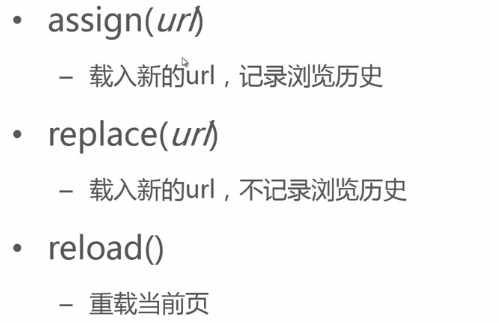 • assign(url)
– 载入新的url，记录浏览历史
• replace(url)
– 载入新的url，不记录浏览历史
• reload()
– 重载当前页